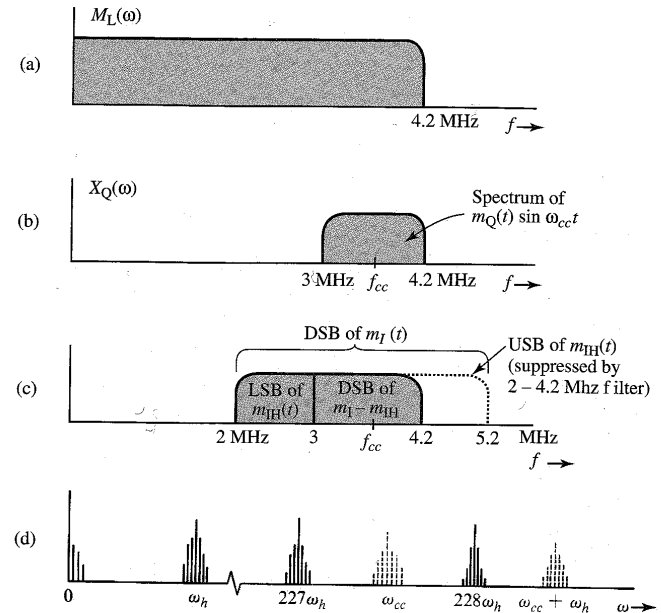 M_L(ω)
(a)
4.2 MHz f→
X_Q(ω)
(b)
Spectrum of
m_Q(t) sin ω_cc t
3 MHz f_cc 4.2 MHz f→
DSB of m_I (t)
(c)
USB of m_IH(t)
(suppressed by
2 – 4.2 Mhz f ilter)
LSB of
m_IH(t)
DSB of
m_I – m_IH
2 MHz 3 f_cc 4.2 5.2 MHz
f →
(d)
0 ω_h 227ω_h ω_cc 228ω_h ω_cc + ω_h ω→